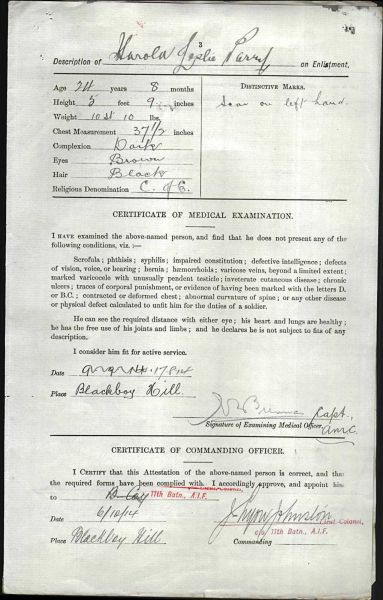 3
Description of Harold Leslie Parry on Enlistment.
Age 24 years 8 months
Height 5 feet 9 inches
Weight 10 st 10 lbs.
Chest Measurement 37 1/2 inches
Complexion Dark
Eyes Brown
Hair Black
Religious Denomination C. of E.
DISTINCTIVE MARKS.
Scar on left hand.
CERTIFICATE OF MEDICAL EXAMINATION.
I HAVE examined the above-named person, and find that he does not present any of the
following conditions, viz. :—
Scrofula ; phthisis ; syphilis ; impaired constitution ; defective intelligence ; defects
of vision, voice, or hearing ; hernia ; hæmorrhoids ; varicose veins, beyond a limited extent ;
marked varicocele with unusually pendent testicle ; inveterate cutaneous disease ; chronic
ulcers ; traces of corporal punishment, or evidence of having been marked with the letters D.
or B.C. ; contracted or deformed chest ; abnormal curvature of spine ; or any other disease
or physical defect calculated to unfit him for the duties of a soldier.
He can see the required distance with either eye ; his heart and lungs are healthy ;
he has the free use of his joints and limbs ; and he declares he is not subject to fits of any
description.
I consider him fit for active service.
Date
Place Blackboy Hill.
Capt.,
AMC.
Signature of Examining Medical Officer.
CERTIFICATE OF COMMANDING OFFICER.
I CERTIFY that this Attestation of the above-named person is correct, and that
the required forms have been complied with. I accordingly approve, and appoint him
to B Coy 11th Batn., A.I.F.
Date 6/10/14
Lyon Johnston Lieut-Colonel,
c/o 11th Batn., A.I.F.
Place Blackboy Hill
Commanding